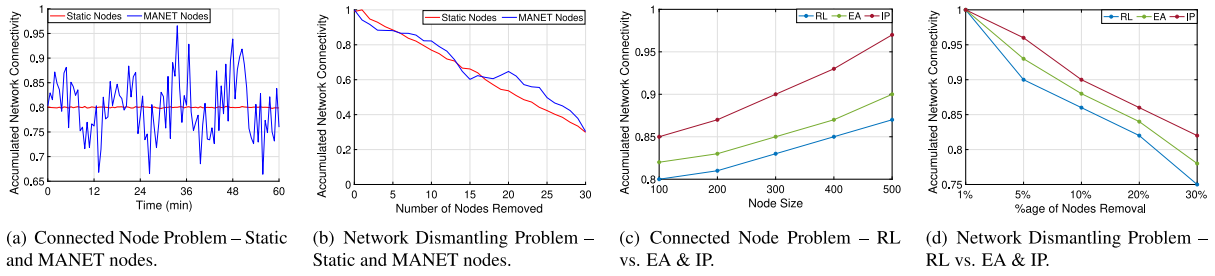 Accumulated Network Connectivity
1
0.95
0.9
0.85
0.8
0.75
0.7
0.65
Static Nodes MANET Nodes
0 12 24 36 48 60
Time (min)
(a) Connected Node Problem – Static
and MANET nodes.
Accumulated Network Connectivity
1
0.8
0.6
0.4
0.2
0
Static Nodes MANET Nodes
0 5 10 15 20 25 30
Number of Nodes Removed
(b) Network Dismantling Problem –
Static and MANET nodes.
Accumulated Network Connectivity
1
0.95
0.9
0.85
0.8
RL EA IP
100 200 300 400 500
Node Size
(c) Connected Node Problem – RL
vs. EA & IP.
Accumulated Network Connectivity
1
0.95
0.9
0.85
0.8
0.75
RL EA IP
1% 5% 10% 20% 30%
%age of Nodes Removal
(d) Network Dismantling Problem –
RL vs. EA & IP.